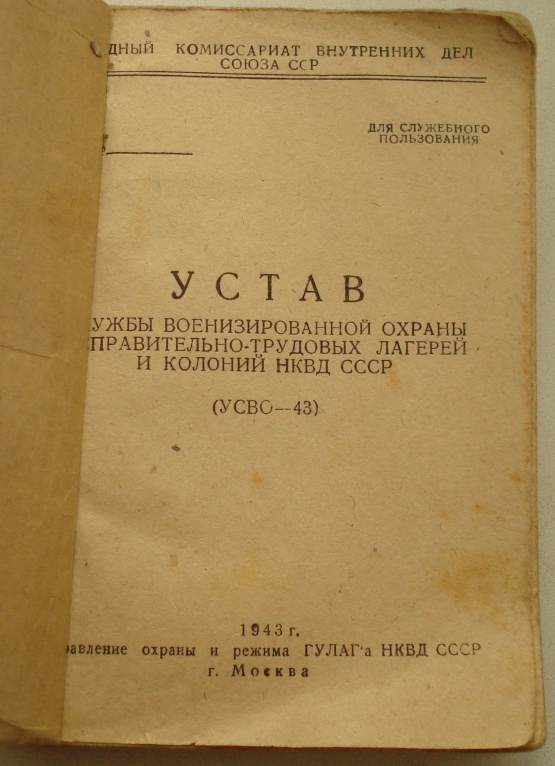 ДНЫЙ КОМИССАРИАТ ВНУТРЕННИХ ДЕЛ
СОЮЗА ССР
ДЛЯ СЛУЖЕБНОГО
ПОЛЬЗОВАНИЯ
УСТАВ
УЖБЫ ВОЕНИЗИРОВАННОЙ ОХРАНЫ
ПРАВИТЕЛЬНО-ТРУДОВЫХ ЛАГЕРЕЙ
И КОЛОНИЙ НКВД СССР
(УСВО—43)
1943 г.
равление охраны и режима ГУЛАГ'а НКВД СССР
г. Москва